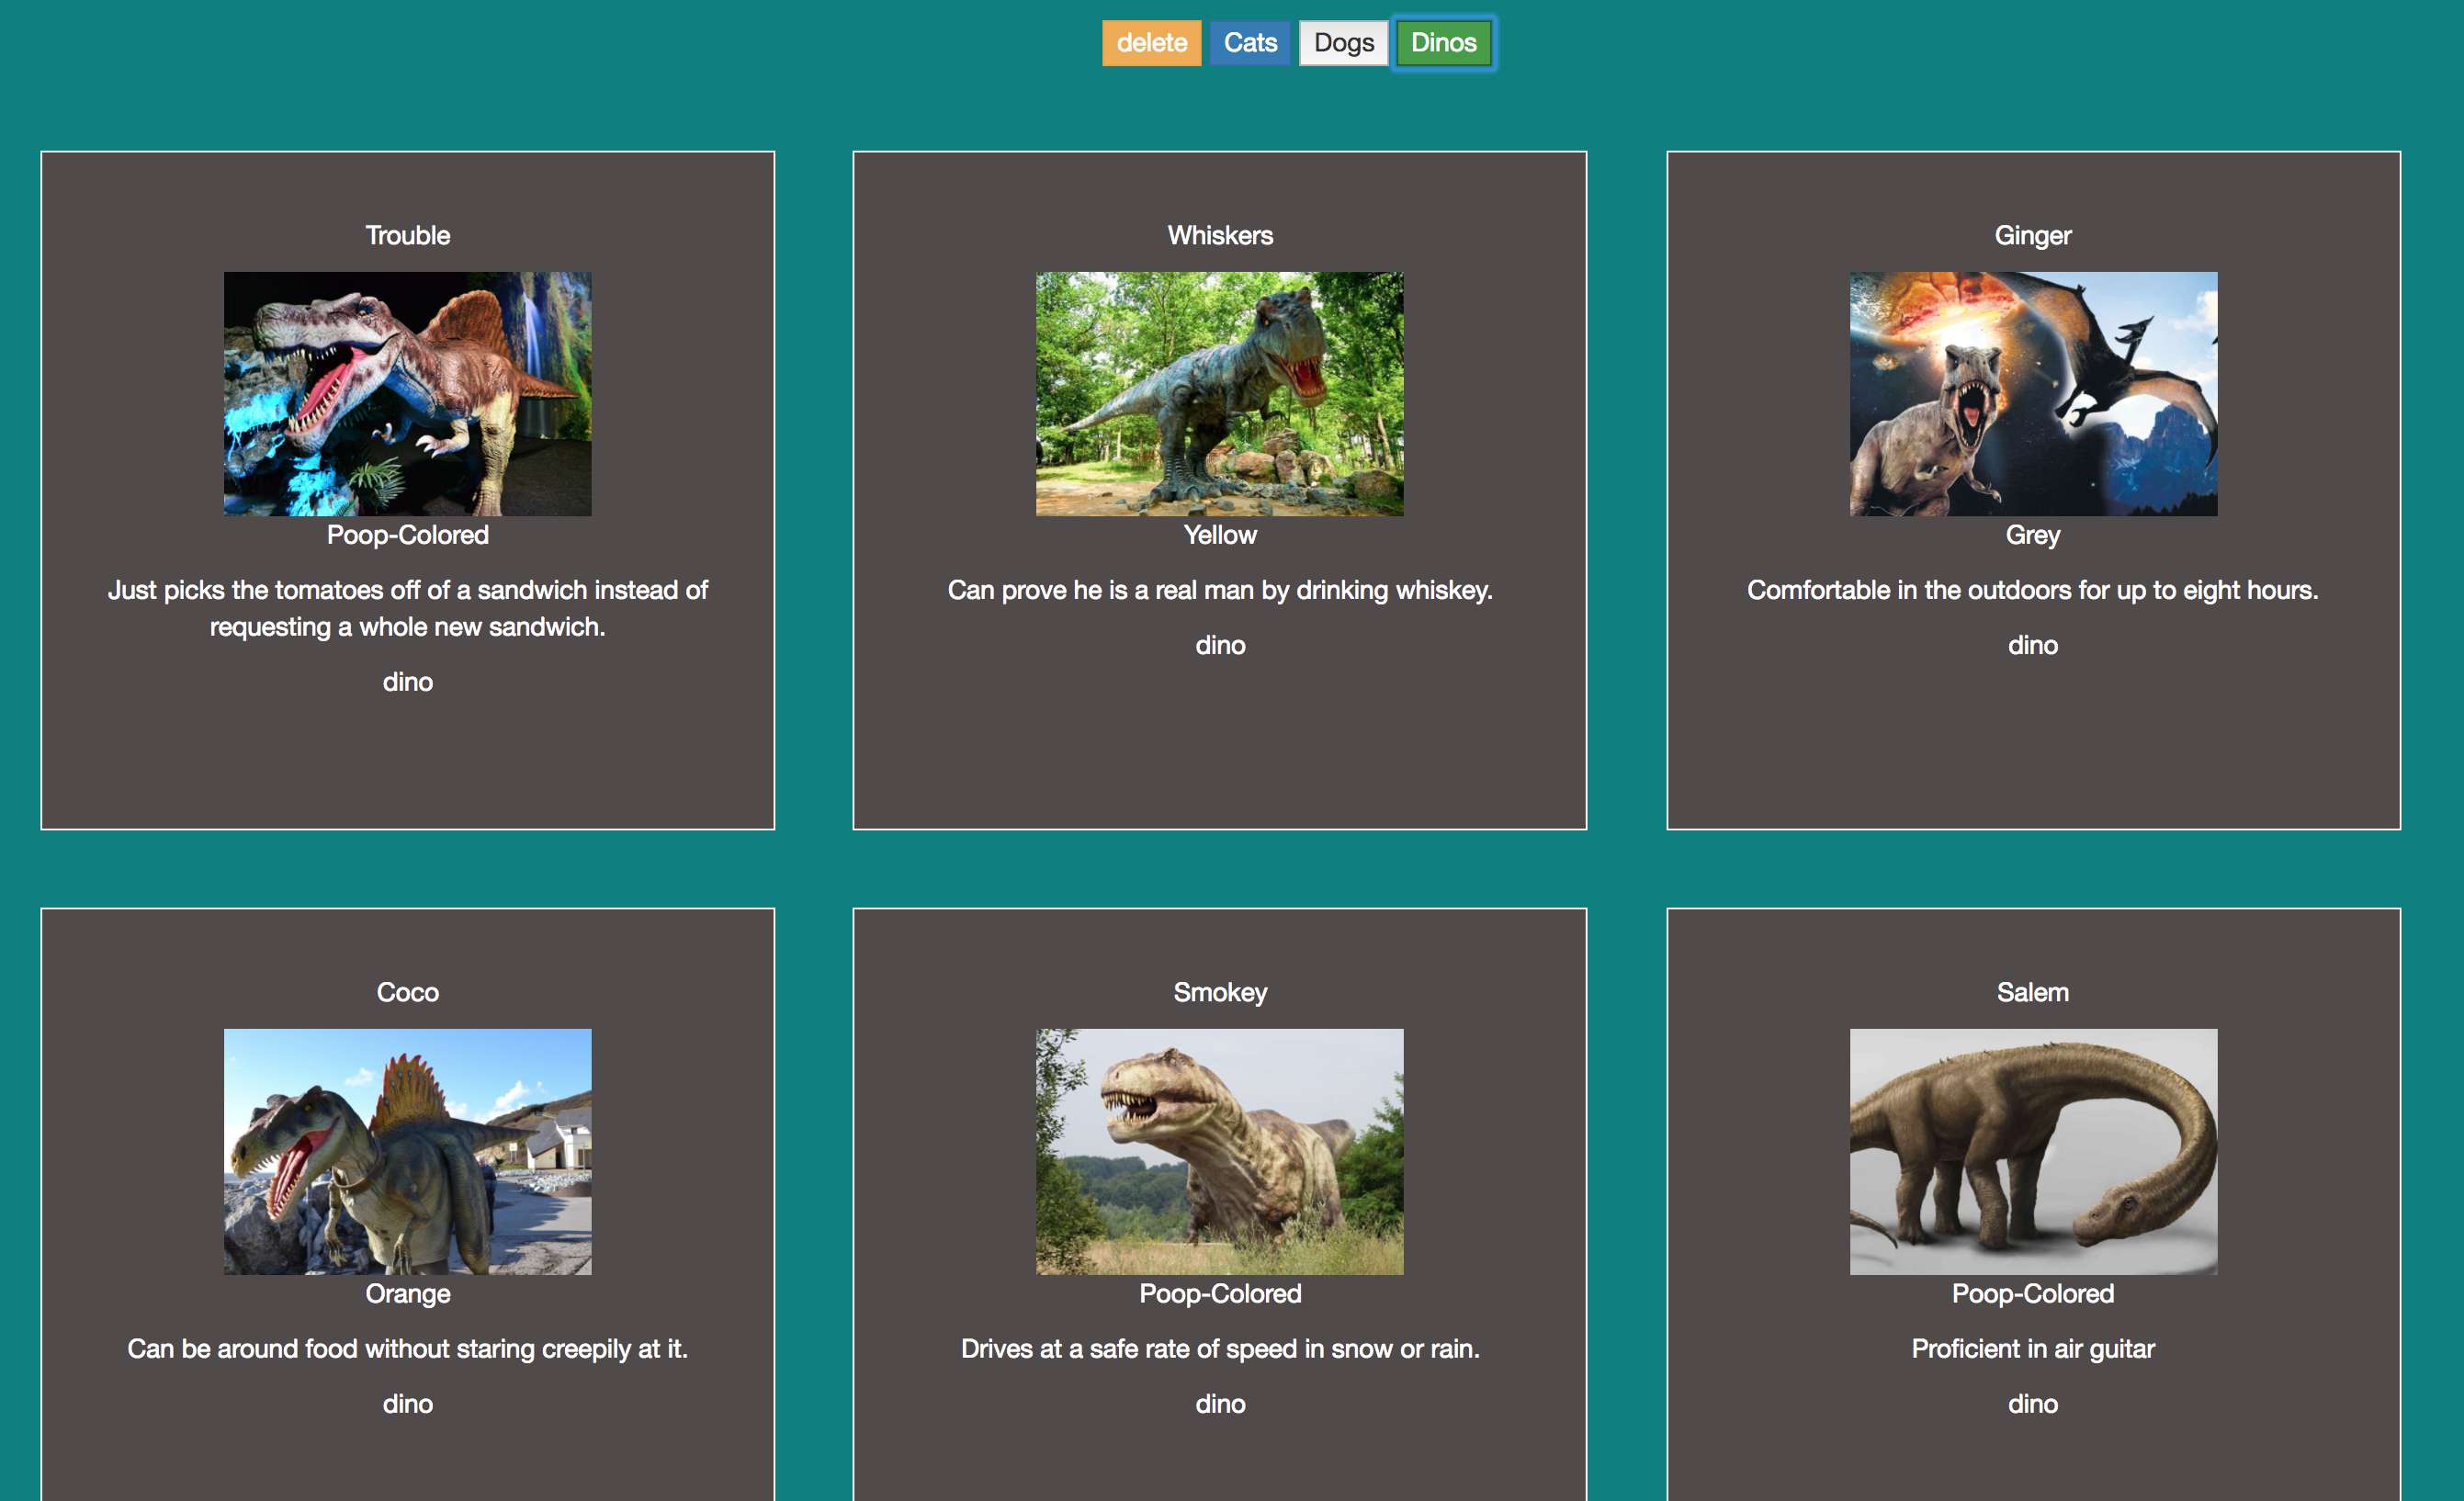 delete Cats Dogs Dinos
Trouble
Poop-Colored
Just picks the tomatoes off of a sandwich instead of
requesting a whole new sandwich.
dino
Whiskers
Yellow
Can prove he is a real man by drinking whiskey.
dino
Ginger
Grey
Comfortable in the outdoors for up to eight hours.
dino
Coco
Orange
Can be around food without staring creepily at it.
dino
Smokey
Poop-Colored
Drives at a safe rate of speed in snow or rain.
dino
Salem
Poop-Colored
Proficient in air guitar
dino